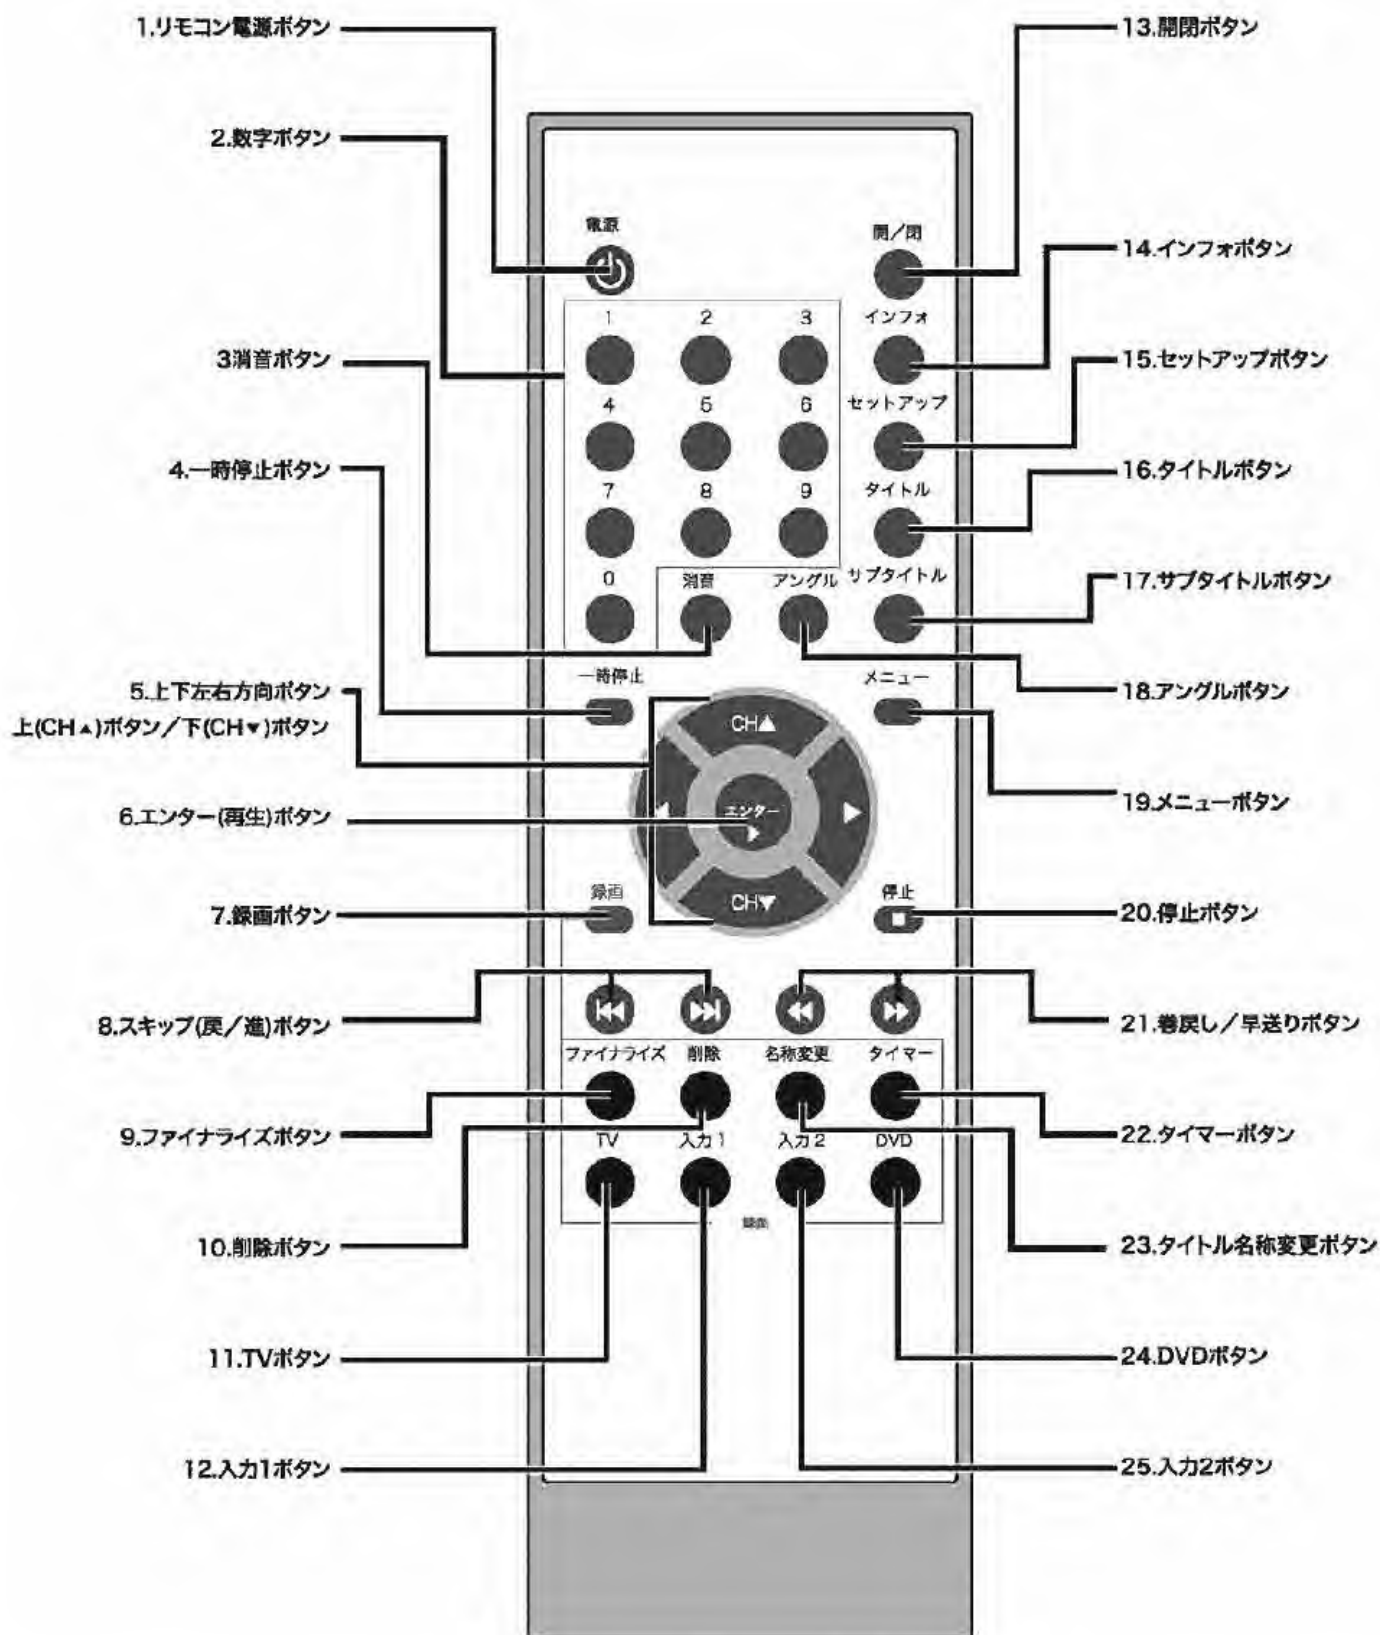 1.リモコン電源ボタン
2.数字ボタン
3消音ボタン
4.一時停止ボタン
5.上下左右方向ボタン
上(CH▲)ボタン／下(CH▼)ボタン
6.エンター(再生)ボタン
7.録画ボタン
8.スキップ(戻／進)ボタン
9.ファイナライズボタン
10.削除ボタン
11.TVボタン
12.入力1ボタン
電源
開／閉
1 2 3 インフォ
4 5 6 セットアップ
7 8 9 タイトル
0 消音 アングル サブタイトル
一時停止 メニュー
CH▲
エンター
CH▼
録画 停止
ファイナライズ 削除 名称変更 タイマー
TV 入力1 入力2 DVD
13.開閉ボタン
14.インフォボタン
15.セットアップボタン
16.タイトルボタン
17.サブタイトルボタン
18.アングルボタン
19.メニューボタン
20.停止ボタン
21.巻戻し／早送りボタン
22.タイマーボタン
23.タイトル名称変更ボタン
24.DVDボタン
25.入力2ボタン